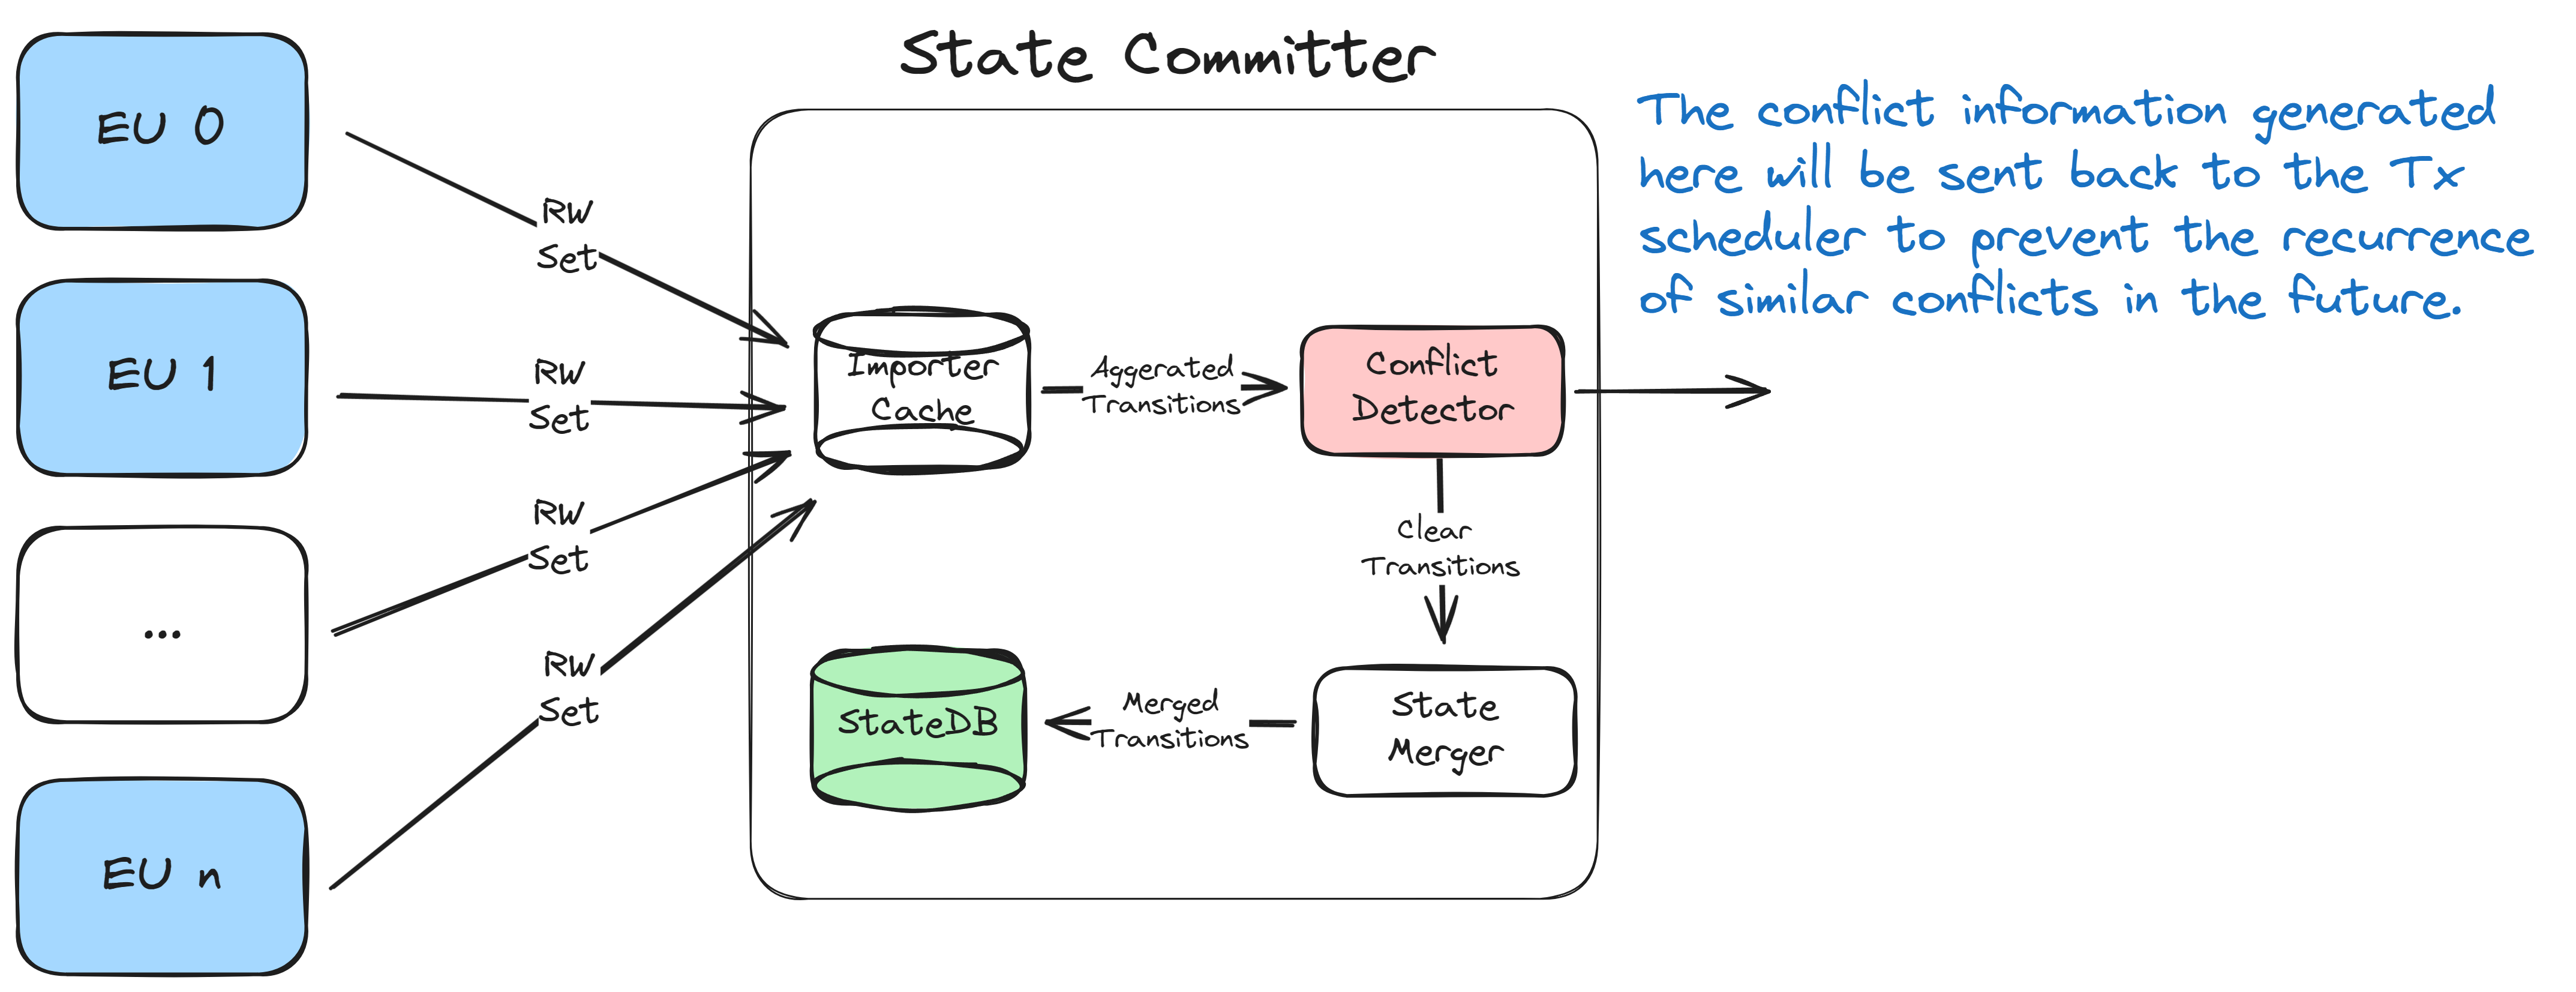 State Committer
EU 0
EU 1
...
EU n
RW
Set
RW
Set
RW
Set
RW
Set
Importer
Cache
Aggerated
Transitions
Conflict
Detector
Clear
Transitions
State
Merger
Merged
Transitions
StateDB
The conflict information generated
here will be sent back to the Tx
scheduler to prevent the recurrence
of similar conflicts in the future.